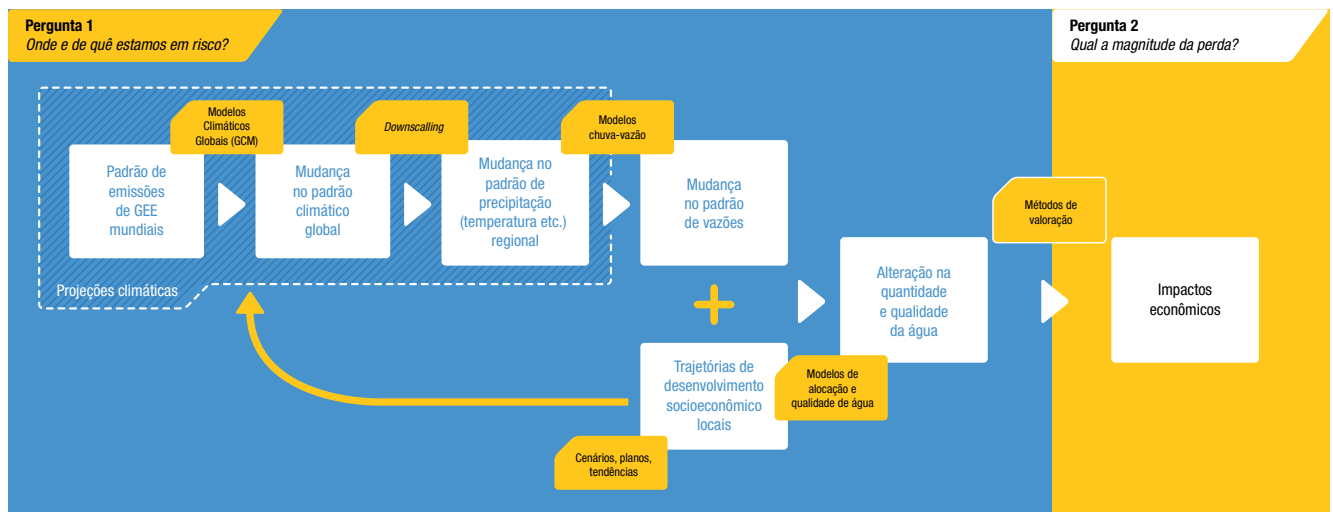 Pergunta 1
Onde e de quê estamos em risco?
Pergunta 2
Qual a magnitude da perda?
Modelos
Climáticos
Globais (GCM)
Downscalling
Modelos
chuva-vazão
Padrão de
emissões
de GEE
mundiais
Mudança
no padrão
climático
global
Mudança no
padrão de
precipitação
(temperatura etc.)
regional
Mudança
no padrão
de vazões
Métodos de
valoração
Projeções climáticas
Alteração na
quantidade
e qualidade
da água
Impactos
econômicos
Trajetórias de
desenvolvimento
socioeconômico
locais
Modelos de
alocação e
qualidade de água
Cenários, planos,
tendências